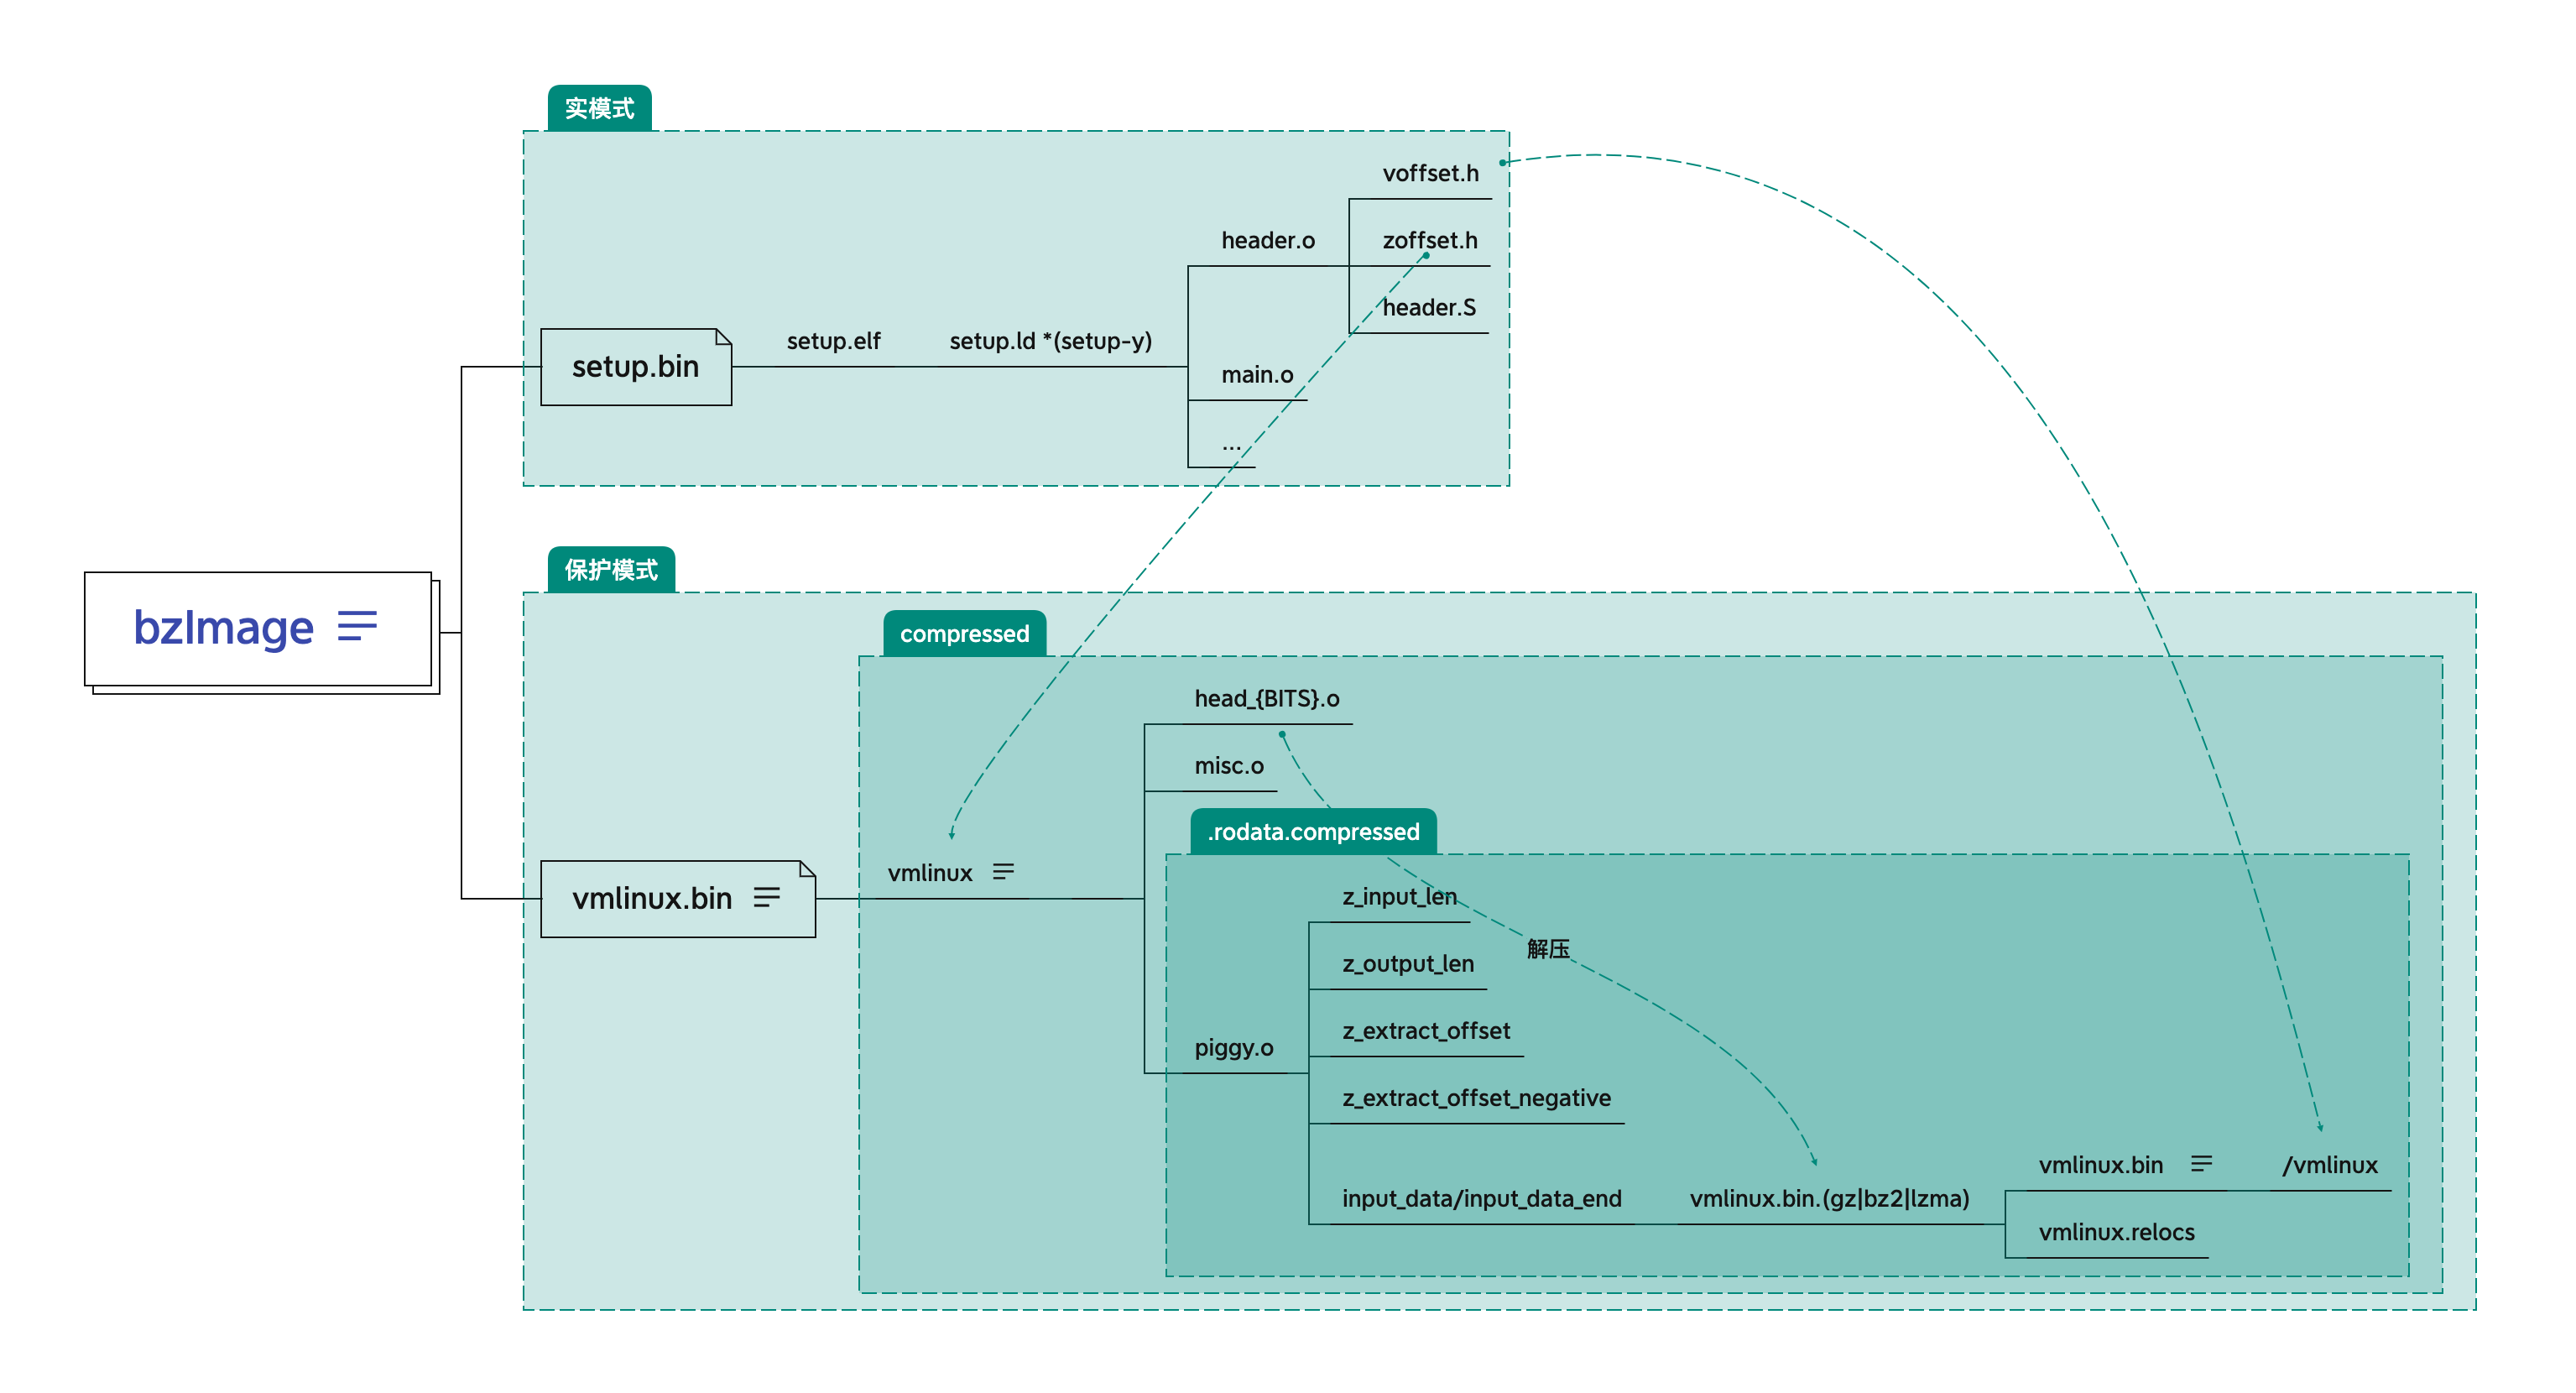 实模式
voffset.h
header.o
zoffset.h
header.S
setup.bin
setup.elf
setup.ld *(setup-y)
main.o
...
bzImage
保护模式
compressed
head_{BITS}.o
misc.o
.rodata.compressed
vmlinux.bin
vmlinux
z_input_len
解压
z_output_len
z_extract_offset
piggy.o
z_extract_offset_negative
input_data/input_data_end
vmlinux.bin.(gz|bz2|lzma)
vmlinux.bin
/vmlinux
vmlinux.relocs